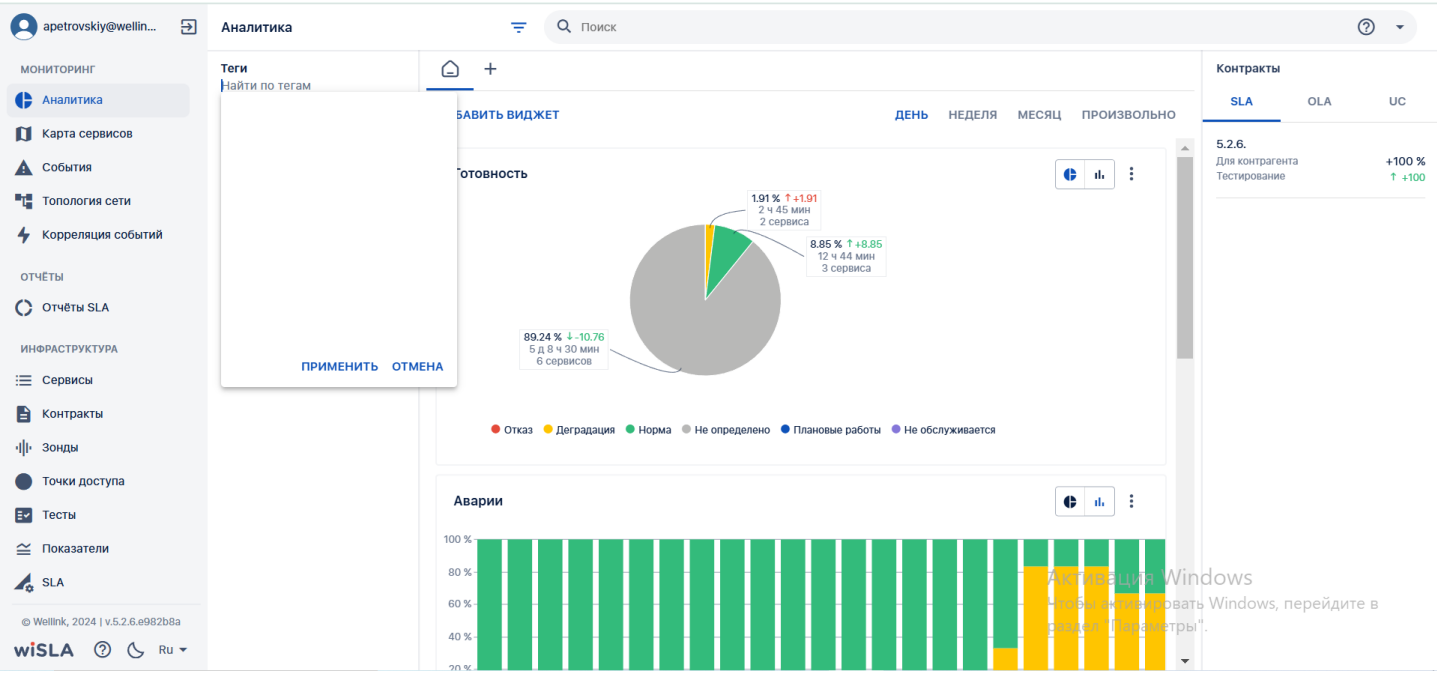 apetrovskiy@wellin...
МОНИТОРИНГ
Аналитика
Карта сервисов
События
Топология сети
Корреляция событий
ОТЧЁТЫ
Отчёты SLA
ИНФРАСТРУКТУРА
Сервисы
Контракты
Зонды
Точки доступа
Тесты
Показатели
SLA
© Wellink, 2024 | v.5.2.6.e982b8a
wiSLA
Ru
Аналитика
Поиск
Теги
Найти по тегам
ПРИМЕНИТЬ ОТМЕНА
БАВИТЬ ВИДЖЕТ
ДЕНЬ НЕДЕЛЯ МЕСЯЦ ПРОИЗВОЛЬНО
Готовность
1.91 % ↑ +1.91
2 ч 45 мин
2 сервиса
8.85 % ↑ +8.85
12 ч 44 мин
3 сервиса
89.24 % ↓ -10.76
5 д 8 ч 30 мин
6 сервисов
Отказ Деградация Норма Не определено Плановые работы Не обслуживается
Аварии
100 %
80 %
60 %
40 %
20 %
Контракты
SLA OLA UC
5.2.6.
Для контрагента
Тестирование
+100 %
↑ +100
Активация Windows
Чтобы активировать Windows, перейдите в
раздел "Параметры".